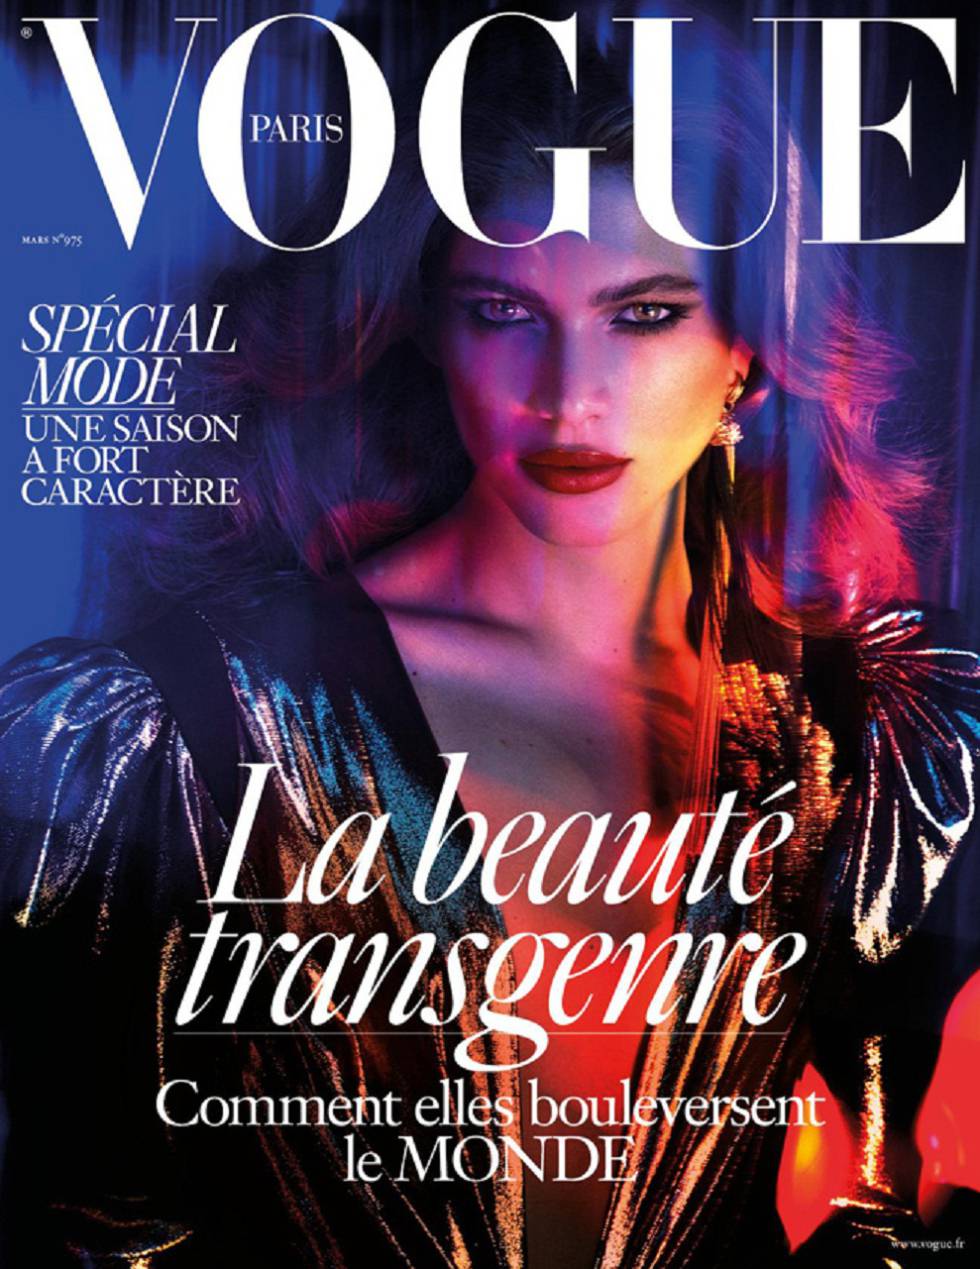 VOGUE
PARIS
®
MARS N°975
SPÉCIAL
MODE
UNE SAISON
A FORT
CARACTÈRE
La beauté
transgenre
Comment elles bouleversent
le MONDE
www.vogue.fr